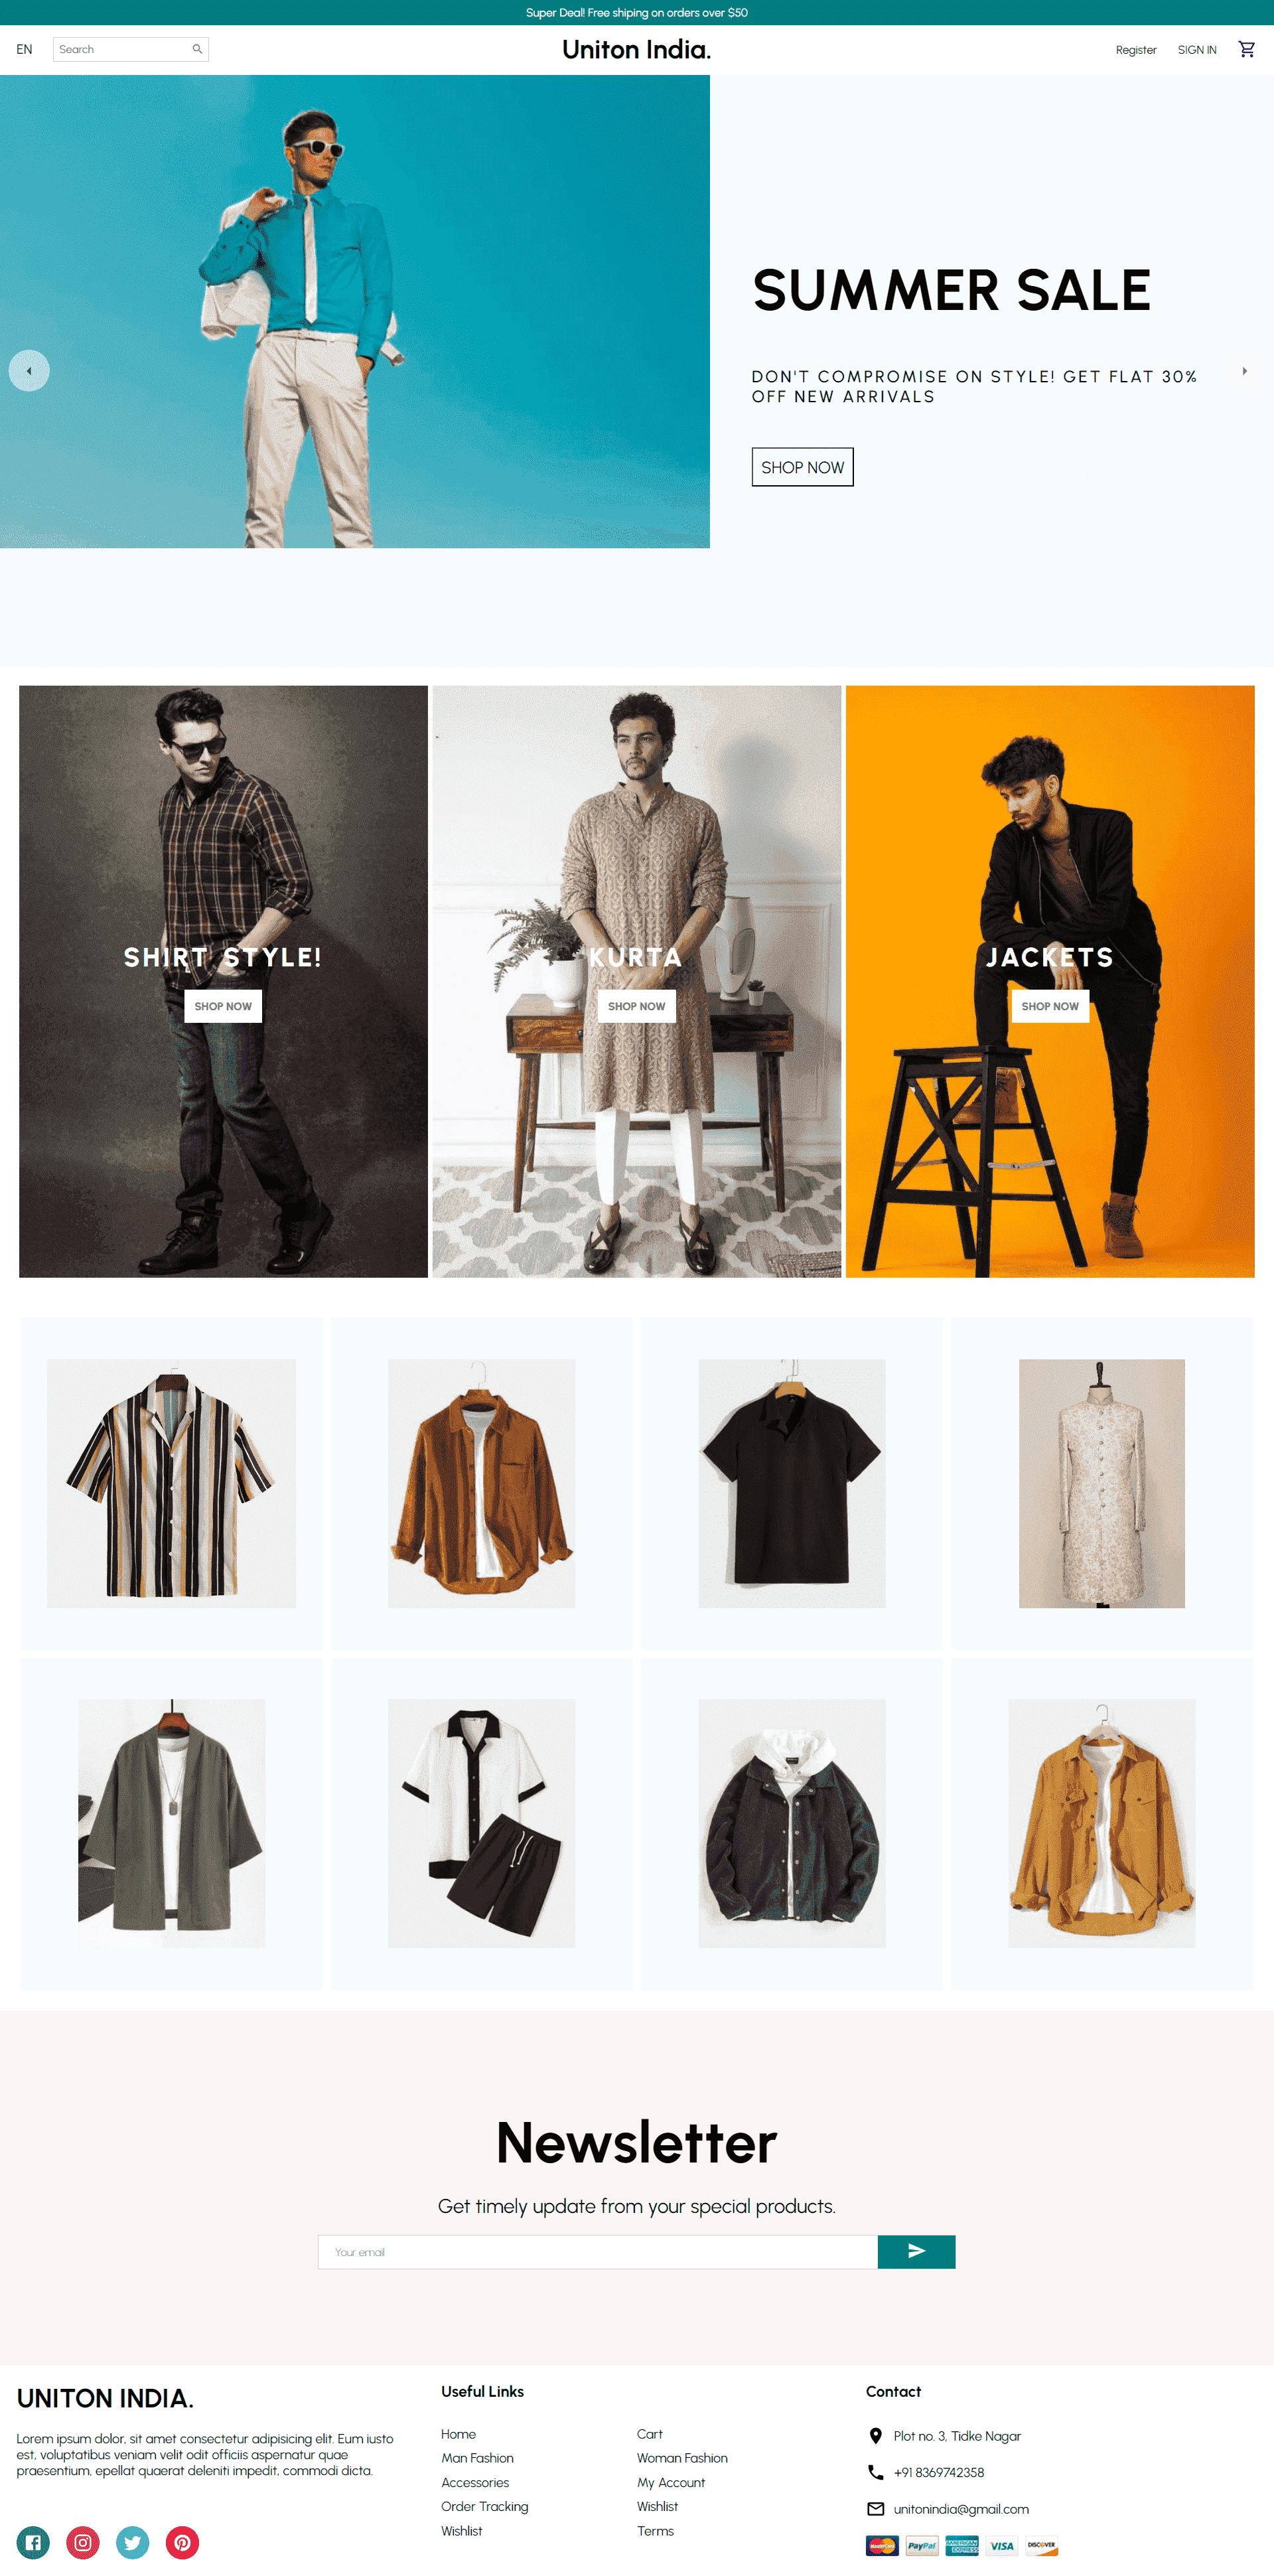 Super Deal! Free shiping on orders over $50
EN
Search
Uniton India.
Register
SIGN IN
SUMMER SALE
DON'T COMPROMISE ON STYLE! GET FLAT 30%
OFF NEW ARRIVALS
SHOP NOW
SHIRT STYLE!
SHOP NOW
KURTA
SHOP NOW
JACKETS
SHOP NOW
Newsletter
Get timely update from your special products.
Your email
UNITON INDIA.
Lorem ipsum dolor, sit amet consectetur adipisicing elit. Eum iusto
est, voluptatibus veniam velit odit officiis aspernatur quae
praesentium, epellat quaerat deleniti impedit, commodi dicta.
Useful Links
Home
Cart
Man Fashion
Woman Fashion
Accessories
My Account
Order Tracking
Wishlist
Wishlist
Terms
Contact
Plot no. 3, Tidke Nagar
+91 8369742358
unitonindia@gmail.com
MasterCard
PayPal
AMERICAN EXPRESS
VISA
DISCOVER